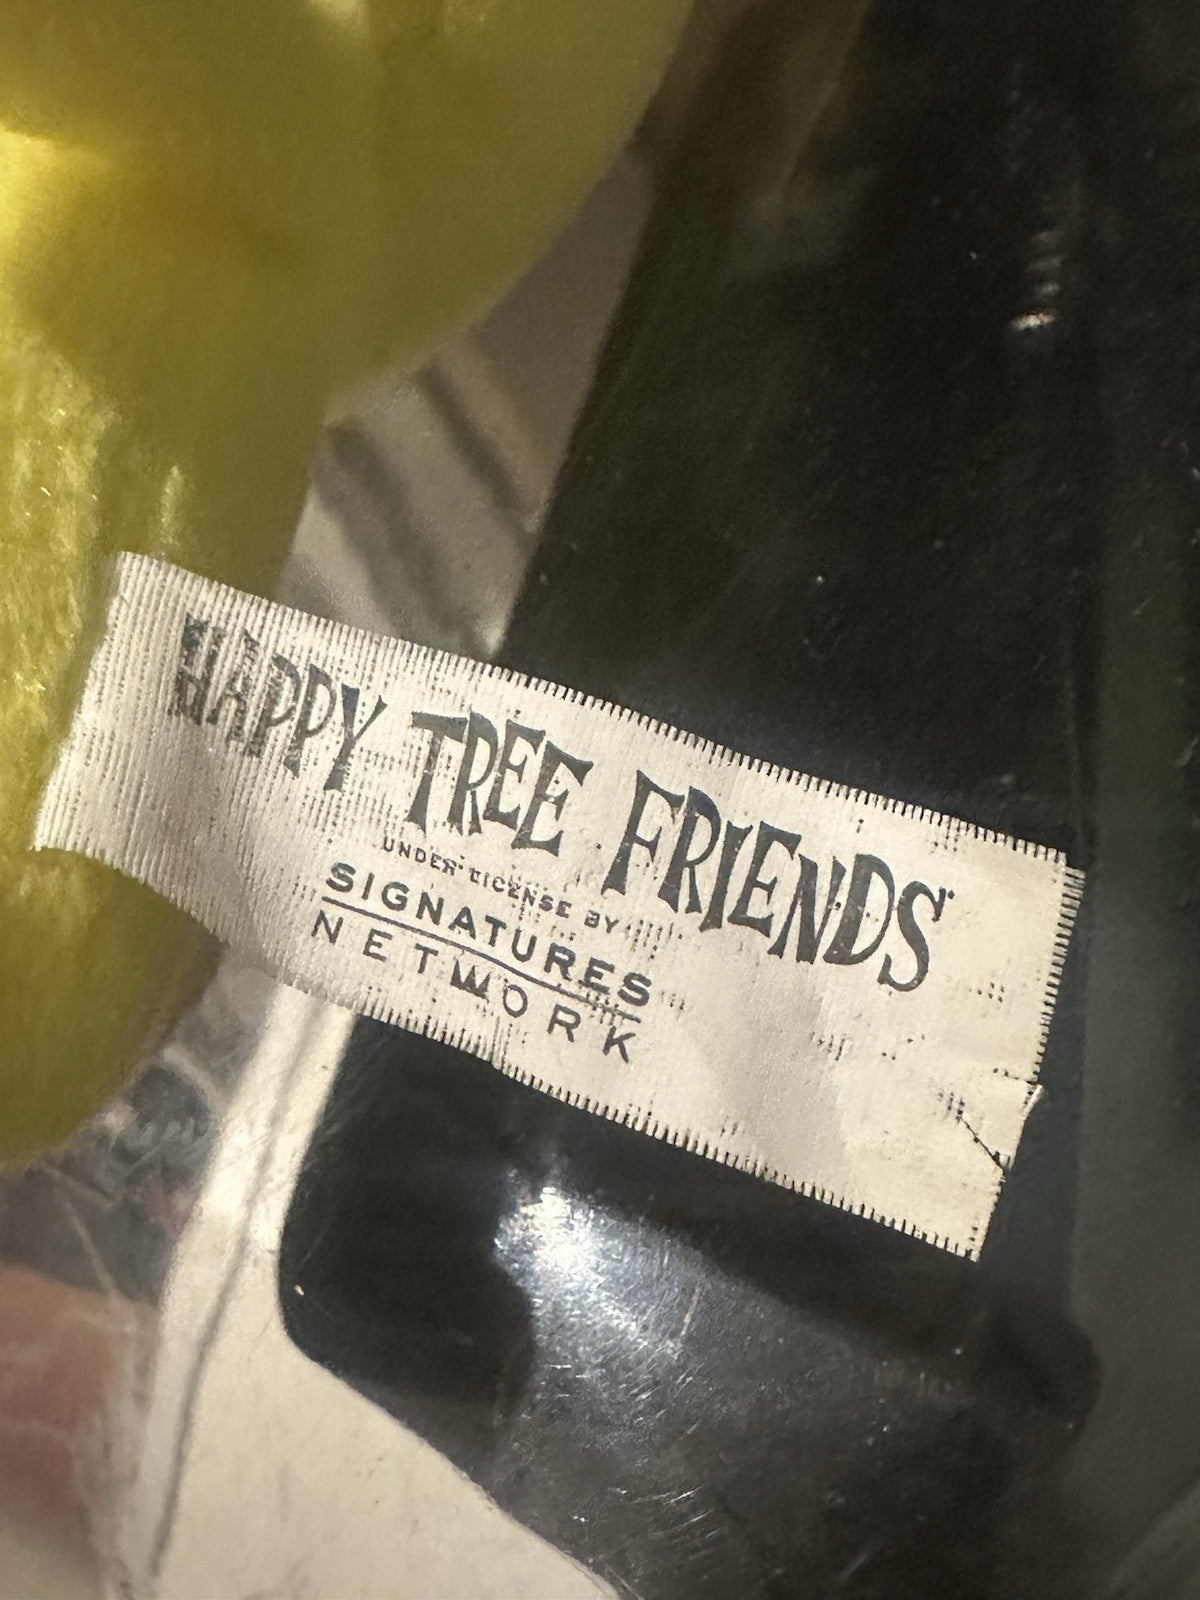 HAPPY TREE FRIENDS
UNDER LICENSE BY
SIGNATURES
NETWORK